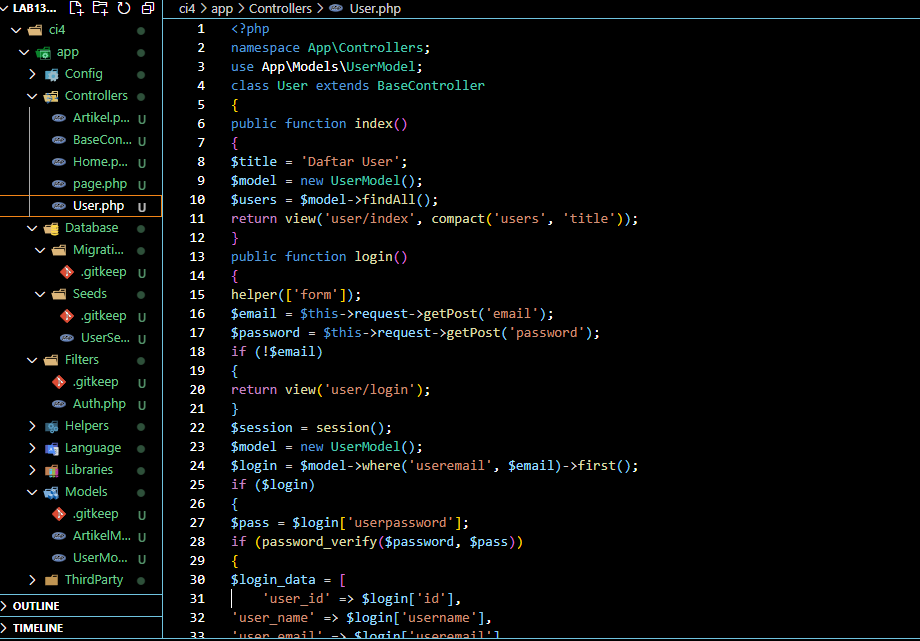 LAB13...
ci4
app
Config
Controllers
Artikel.p... U
BaseCon... U
Home.p... U
page.php U
User.php U
Database
Migrati...
.gitkeep U
Seeds
.gitkeep U
UserSe... U
Filters
.gitkeep U
Auth.php U
Helpers
Language
Libraries
Models
.gitkeep U
ArtikelM... U
UserMo... U
ThirdParty
OUTLINE
TIMELINE
ci4 > app > Controllers > User.php
1 <?php
2 namespace App\Controllers;
3 use App\Models\UserModel;
4 class User extends BaseController
5 {
6 public function index()
7 {
8 $title = 'Daftar User';
9 $model = new UserModel();
10 $users = $model->findAll();
11 return view('user/index', compact('users', 'title'));
12 }
13 public function login()
14 {
15 helper(['form']);
16 $email = $this->request->getPost('email');
17 $password = $this->request->getPost('password');
18 if (!$email)
19 {
20 return view('user/login');
21 }
22 $session = session();
23 $model = new UserModel();
24 $login = $model->where('useremail', $email)->first();
25 if ($login)
26 {
27 $pass = $login['userpassword'];
28 if (password_verify($password, $pass))
29 {
30 $login_data = [
31 'user_id' => $login['id'],
32 'user_name' => $login['username'],
33 'user_email' => $login['useremail'],